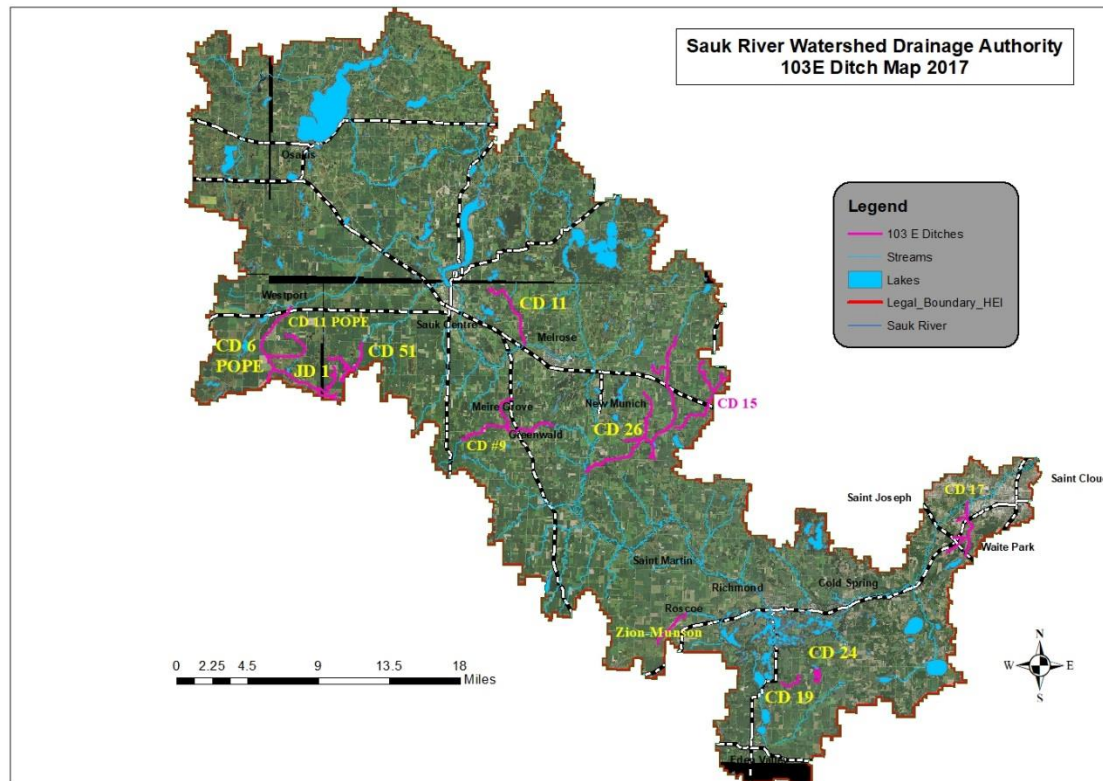 Sauk River Watershed Drainage Authority
103E Ditch Map 2017
Legend
103 E Ditches
Streams
Lakes
Legal_Boundary_HEI
Sauk River
Osakis
Westport
CD 11 POPE
CD 6
POPE
JD 1
CD 51
Sauk Centre
CD 11
Melrose
Meire Grove
New Munich
CD 15
CD 26
CD #9
Greenwald
Saint Cloud
CD 17
Saint Joseph
Waite Park
Saint Martin
Richmond
Cold Spring
Roscoe
Zion-Munson
CD 24
CD 19
Eden Valley
0 2.25 4.5 9 13.5 18
Miles
N
W E
S